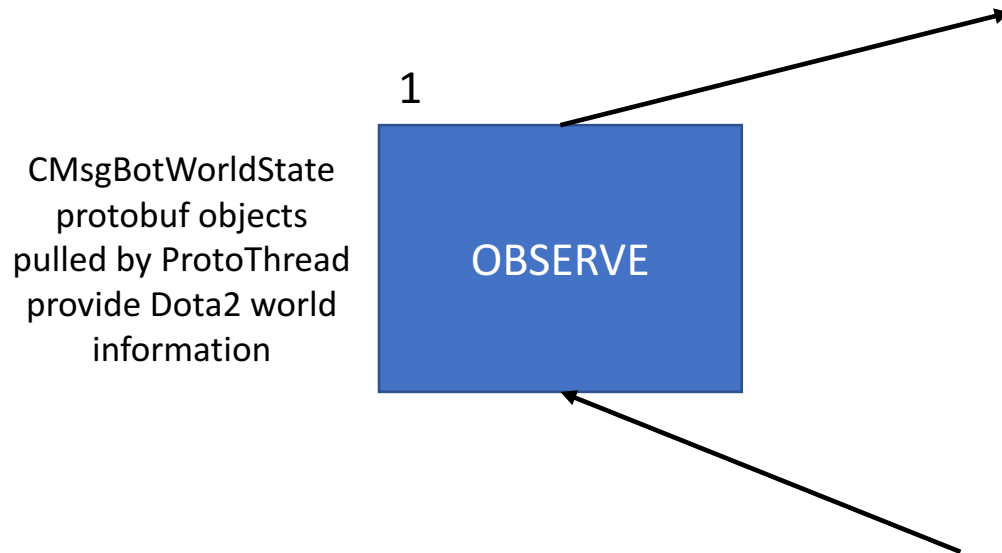 1
CMsgBotWorldState
protobuf objects
pulled by ProtoThread
provide Dota2 world
information
OBSERVE